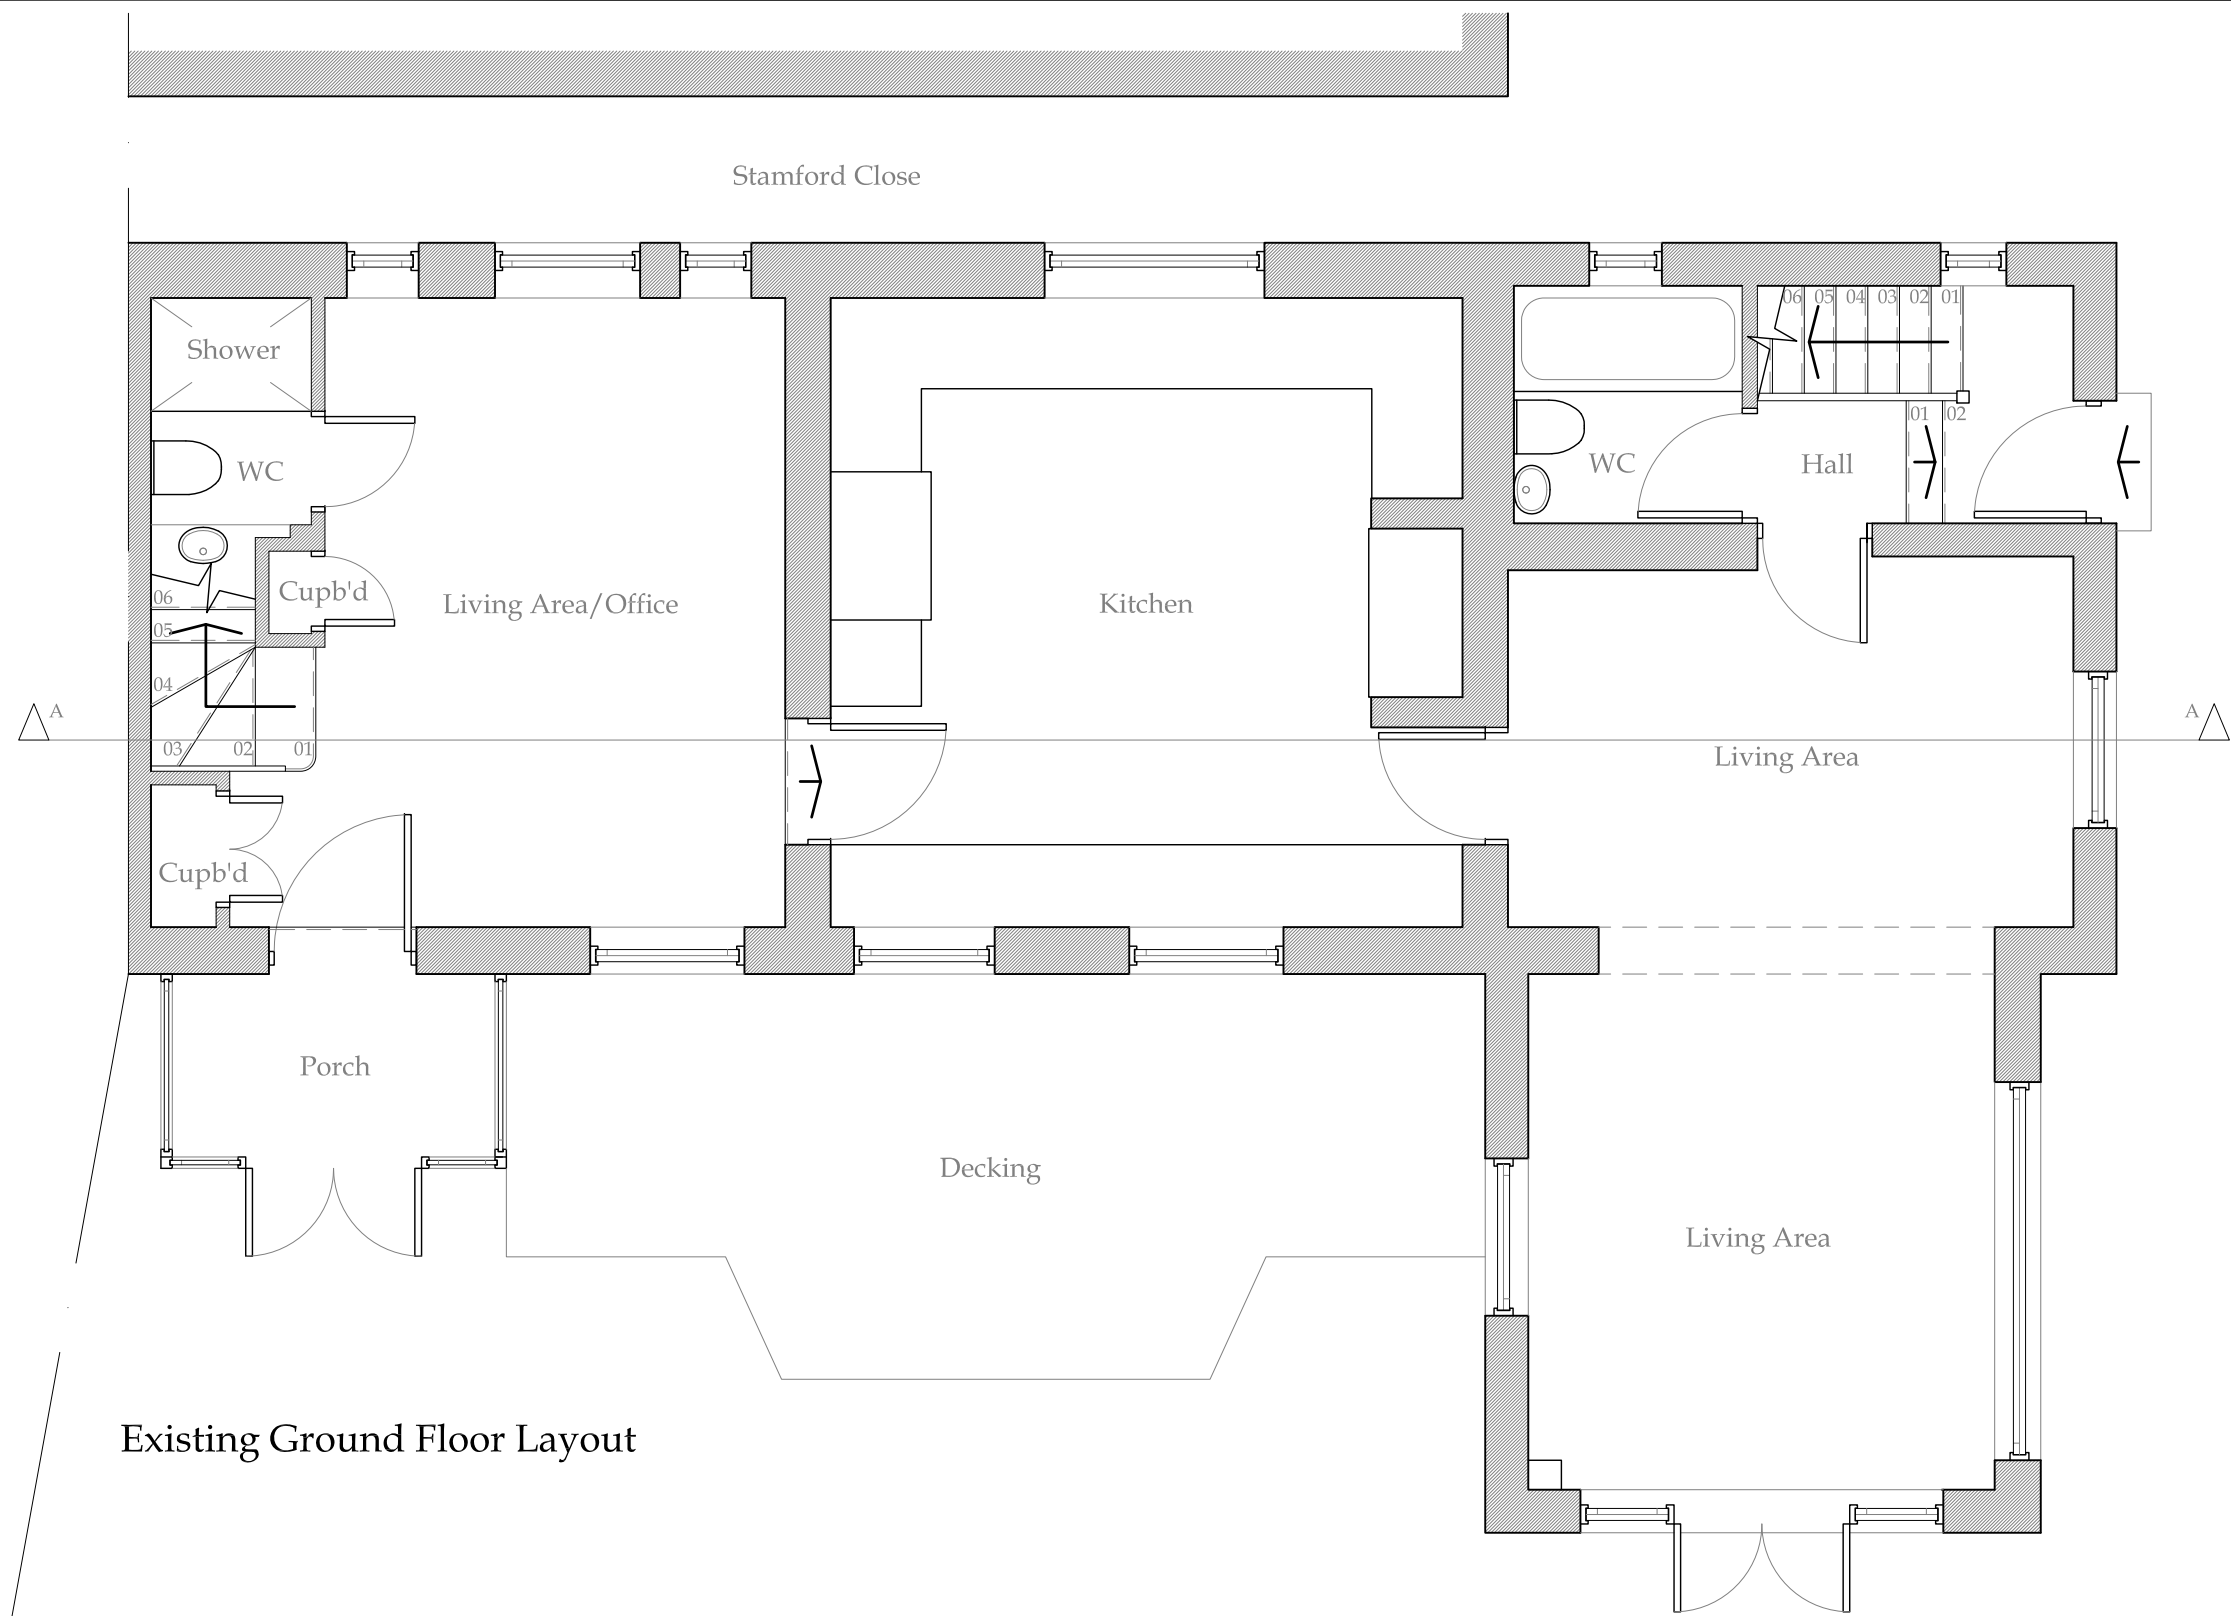 Stamford Close
06 05 04 03 02 01
Shower
01 02
WC
WC
Hall
Cupb'd
Living Area/Office
Kitchen
06
05
04
A
A
03 02 01
Living Area
Cupb'd
Porch
Decking
Living Area
Existing Ground Floor Layout